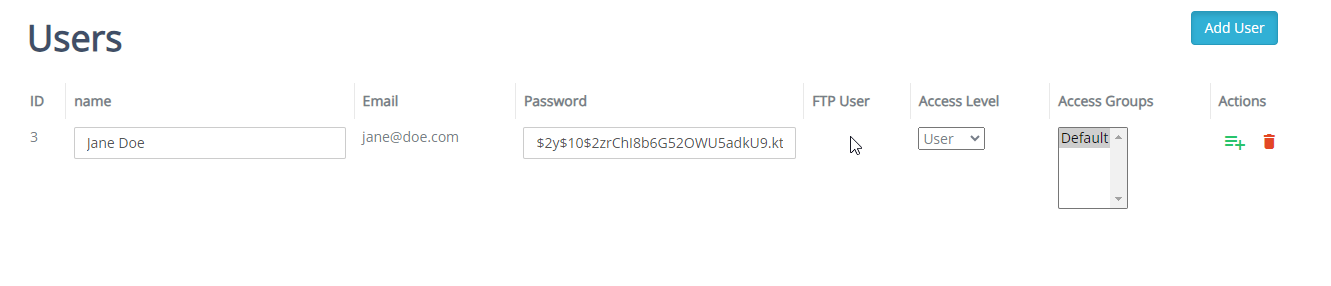 Users
Add User
ID name Email Password FTP User Access Level Access Groups Actions
3 Jane Doe jane@doe.com $2y$10$2zrChI8b6G52OWU5adkU9.kt User Default